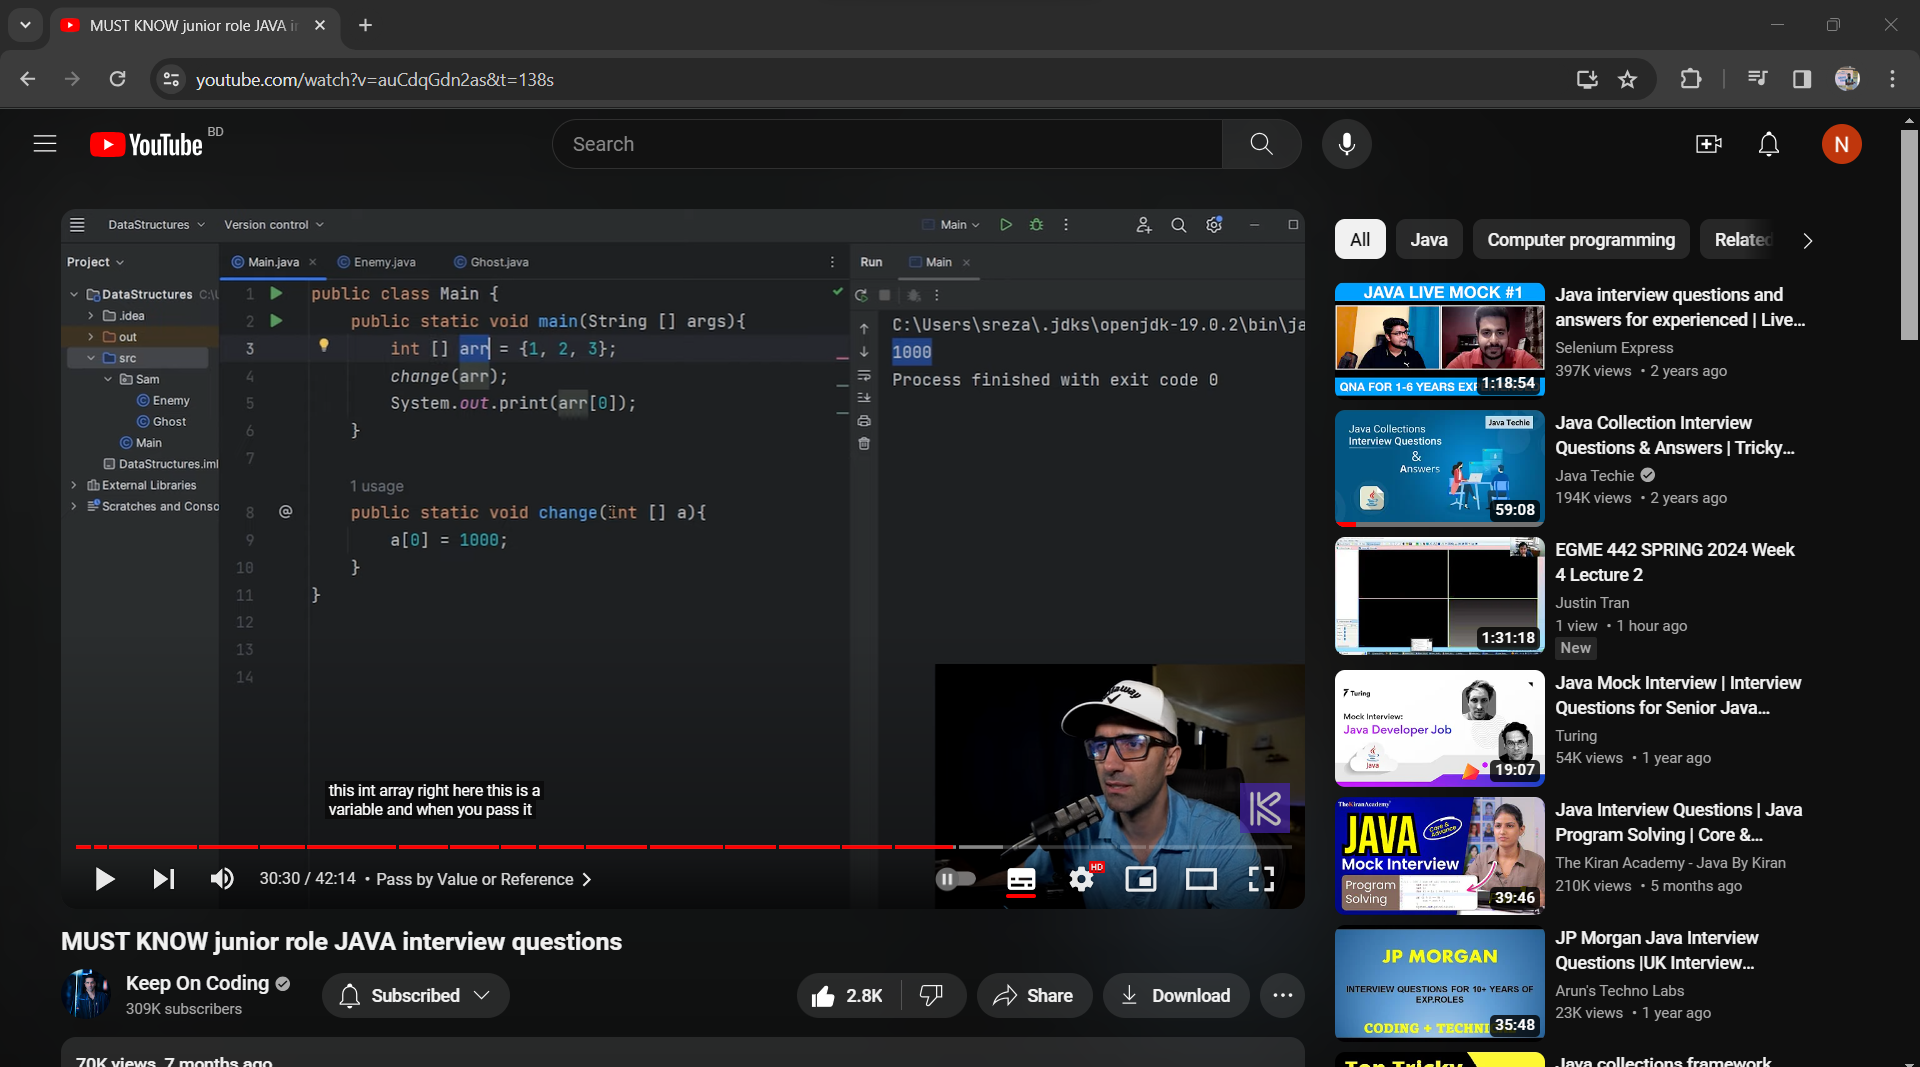 MUST KNOW junior role JAVA in
youtube.com/watch?v=auCdqGdn2as&t=138s
YouTube BD
Search
N
DataStructures
Version control
Main
Project
Main.java
Enemy.java
Ghost.java
Run
Main
DataStructures C:\U
.idea
out
src
Sam
Enemy
Ghost
Main
DataStructures.iml
External Libraries
Scratches and Conso
1 public class Main {
2 public static void main(String [] args){
3 int [] arr = {1, 2, 3};
4 change(arr);
5 System.out.print(arr[0]);
6 }
7
1 usage
8 @ public static void change(int [] a){
9 a[0] = 1000;
10 }
11 }
12
13
14
C:\Users\sreza\.jdks\openjdk-19.0.2\bin\ja
1000
Process finished with exit code 0
this int array right here this is a
variable and when you pass it
K
30:30 / 42:14 • Pass by Value or Reference
HD
MUST KNOW junior role JAVA interview questions
Keep On Coding
309K subscribers
Subscribed
2.8K
Share
Download
70K views 7 months ago
All
Java
Computer programming
Related
JAVA LIVE MOCK #1
QNA FOR 1-6 YEARS EXP
1:18:54
Java interview questions and
answers for experienced | Live...
Selenium Express
397K views • 2 years ago
Java Collections
Interview Questions
&
Answers
Java Techie
59:08
Java Collection Interview
Questions & Answers | Tricky...
Java Techie
194K views • 2 years ago
1:31:18
EGME 442 SPRING 2024 Week
4 Lecture 2
Justin Tran
1 view • 1 hour ago
New
Turing
Mock Interview:
Java Developer Job
Java
19:07
Java Mock Interview | Interview
Questions for Senior Java...
Turing
54K views • 1 year ago
TheKiranAcademy
JAVA
Core &
Advance
Mock Interview
Program
Solving
39:46
Java Interview Questions | Java
Program Solving | Core &...
The Kiran Academy - Java By Kiran
210K views • 5 months ago
JP MORGAN
INTERVIEW QUESTIONS FOR 10+ YEARS OF
EXP.ROLES
CODING + TECHNI
35:48
JP Morgan Java Interview
Questions |UK Interview...
Arun's Techno Labs
23K views • 1 year ago
Top Tricky
Java collections framework